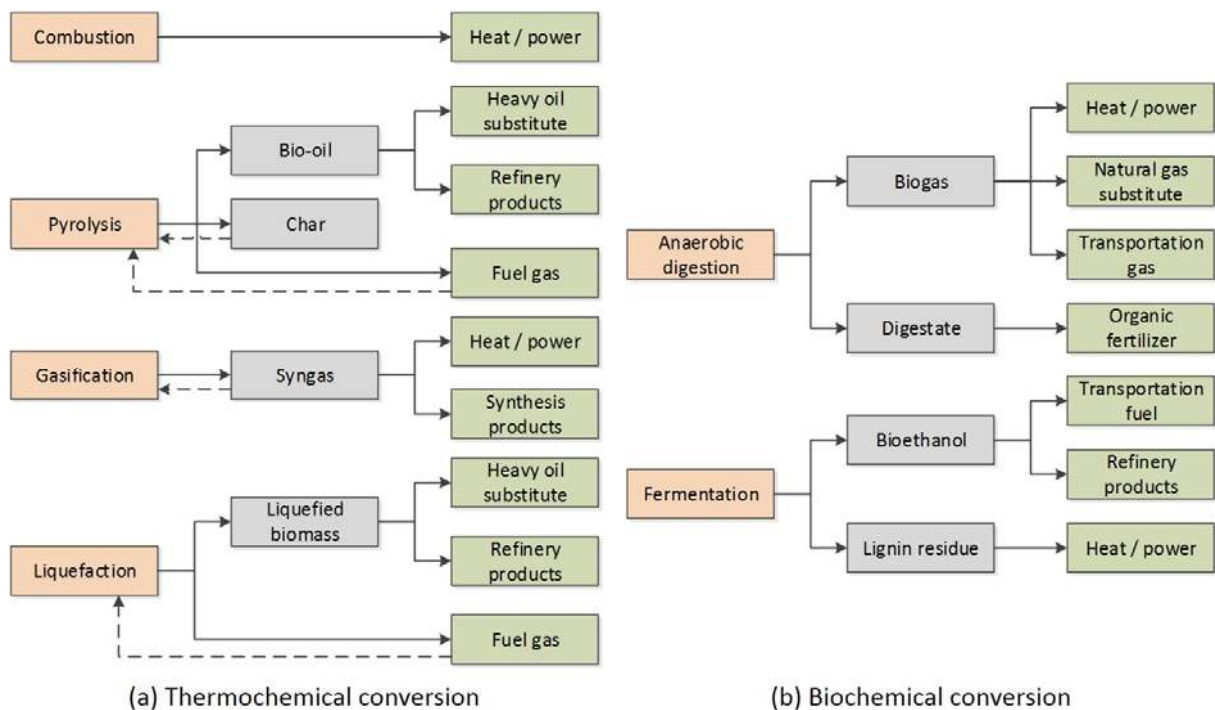 Combustion
Heat / power
Bio-oil
Heavy oil
substitute
Refinery
products
Pyrolysis
Char
Fuel gas
Gasification
Syngas
Heat / power
Synthesis
products
Liquefaction
Liquefied
biomass
Heavy oil
substitute
Refinery
products
Fuel gas
(a) Thermochemical conversion
Anaerobic
digestion
Biogas
Heat / power
Natural gas
substitute
Transportation
gas
Digestate
Organic
fertilizer
Fermentation
Bioethanol
Transportation
fuel
Refinery
products
Lignin residue
Heat / power
(b) Biochemical conversion